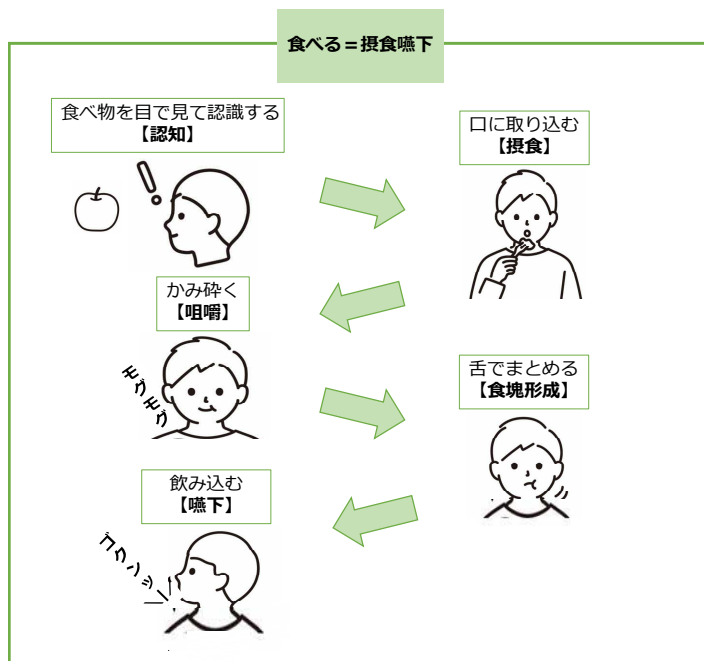 食べる＝摂食嚥下
食べ物を目で見て認識する
【認知】
口に取り込む
【摂食】
かみ砕く
【咀嚼】
モグモグ
舌でまとめる
【食塊形成】
飲み込む
【嚥下】
ゴクンッ